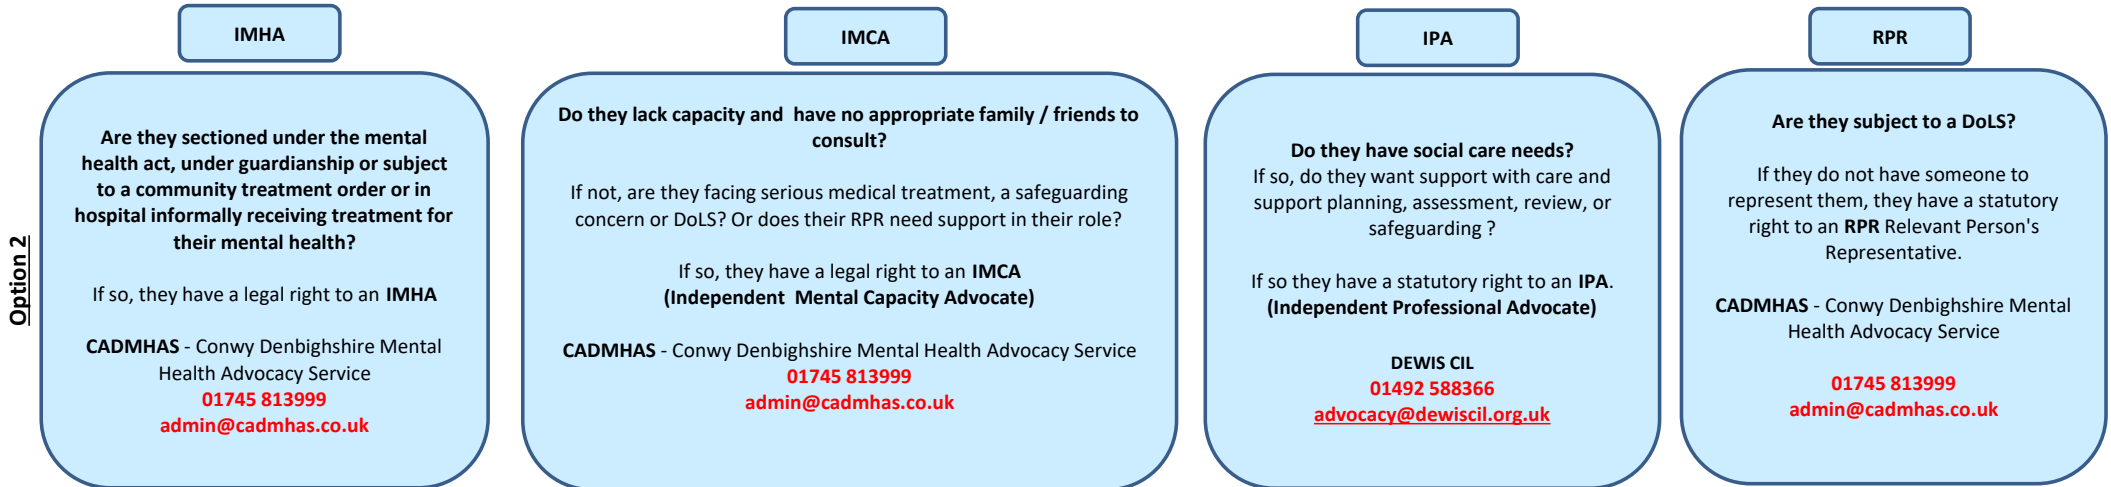 Option 2
IMHA
Are they sectioned under the mental
health act, under guardianship or subject
to a community treatment order or in
hospital informally receiving treatment for
their mental health?
If so, they have a legal right to an IMHA
CADMHAS - Conwy Denbighshire Mental
Health Advocacy Service
01745 813999
admin@cadmhas.co.uk
IMCA
Do they lack capacity and have no appropriate family / friends to
consult?
If not, are they facing serious medical treatment, a safeguarding
concern or DoLS? Or does their RPR need support in their role?
If so, they have a legal right to an IMCA
(Independent Mental Capacity Advocate)
CADMHAS - Conwy Denbighshire Mental Health Advocacy Service
01745 813999
admin@cadmhas.co.uk
IPA
Do they have social care needs?
If so, do they want support with care and
support planning, assessment, review, or
safeguarding ?
If so they have a statutory right to an IPA.
(Independent Professional Advocate)
DEWIS CIL
01492 588366
advocacy@dewiscil.org.uk
RPR
Are they subject to a DoLS?
If they do not have someone to
represent them, they have a statutory
right to an RPR Relevant Person's
Representative.
CADMHAS - Conwy Denbighshire Mental
Health Advocacy Service
01745 813999
admin@cadmhas.co.uk